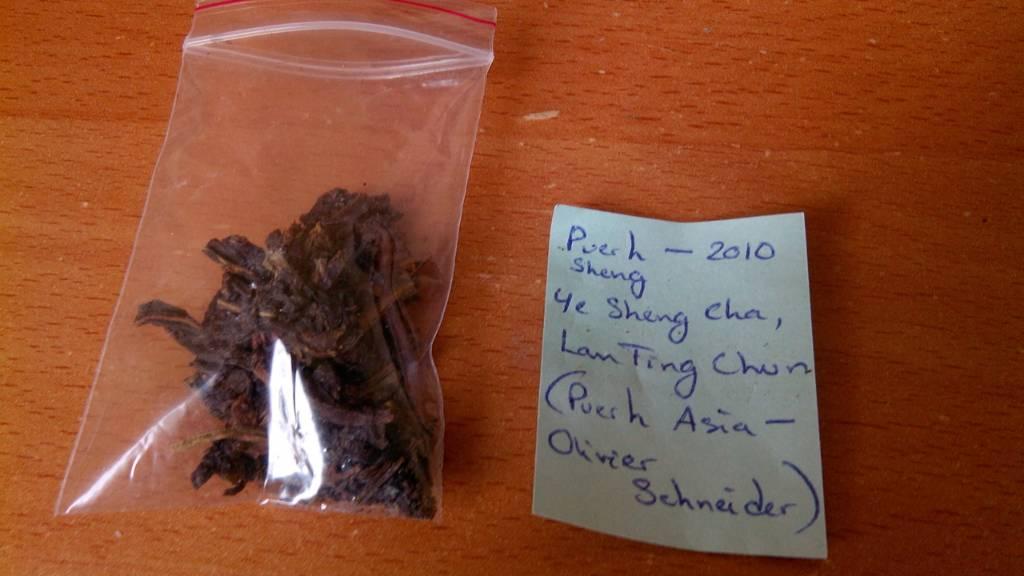 Puerh – 2010
Sheng
Ye Sheng Cha,
Lan Ting Chun
(Puerh Asia –
Olivier
Schneider)